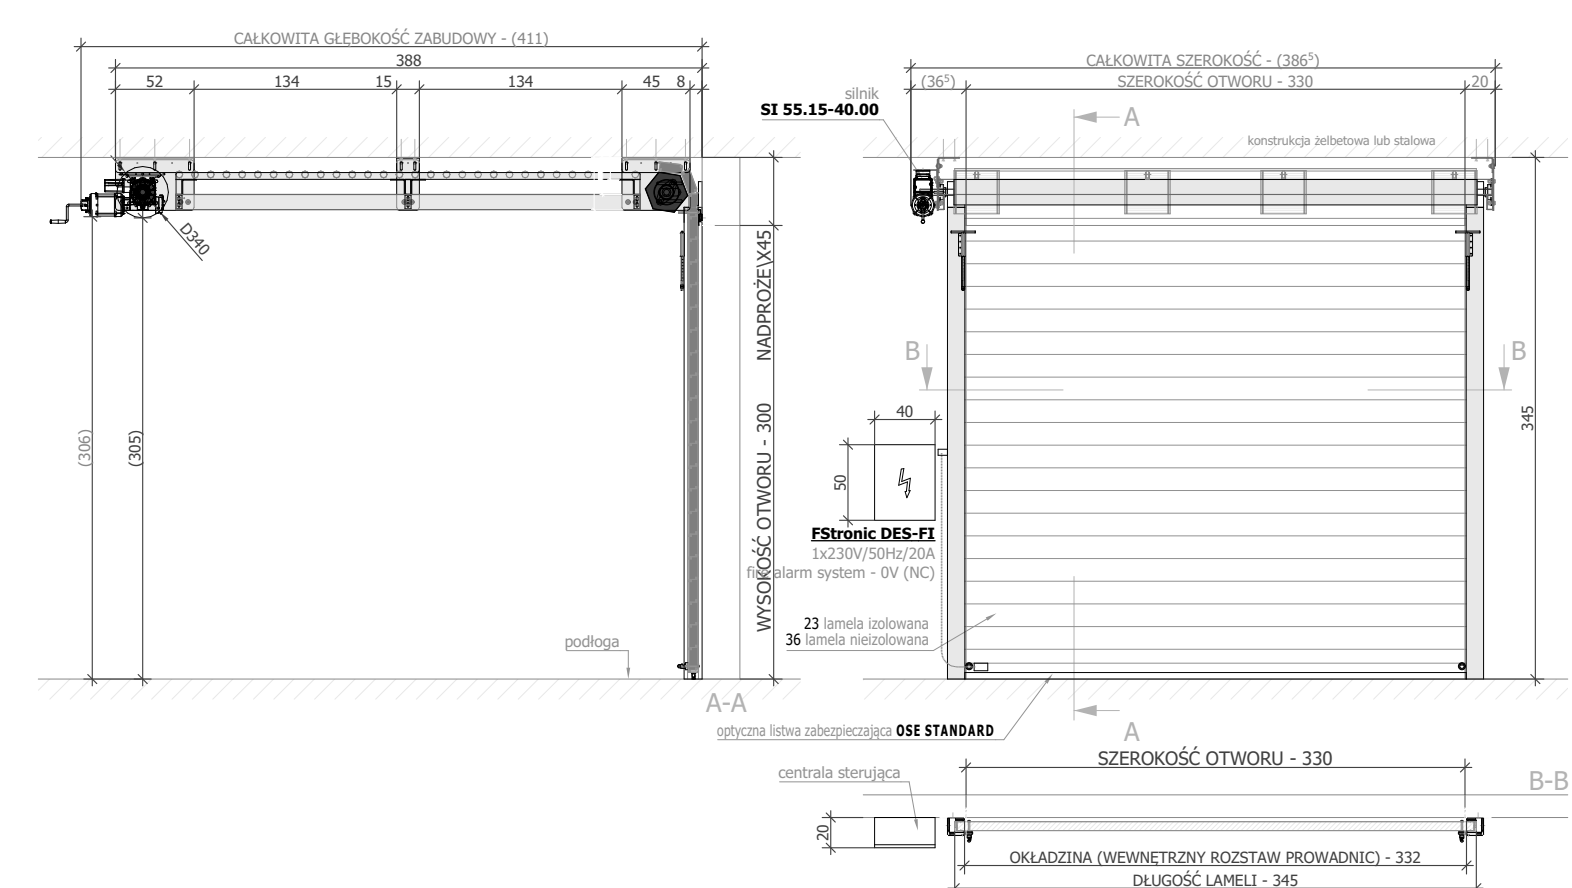 CAŁKOWITA GŁĘBOKOŚĆ ZABUDOWY - (411)
388
52
134
15
134
45
8
D340
(306)
(305)
NADPROŻE\X45
WYSOKOŚĆ OTWORU - 300
podłoga
A-A
CAŁKOWITA SZEROKOŚĆ - (386⁵)
(36⁵)
SZEROKOŚĆ OTWORU - 330
20
silnik
SI 55.15-40.00
A
konstrukcja żelbetowa lub stalowa
B
B
345
40
50
FStronic DES-FI
1x230V/50Hz/20A
fire alarm system - 0V (NC)
23 lamela izolowana
36 lamela nieizolowana
A
optyczna listwa zabezpieczająca OSE STANDARD
SZEROKOŚĆ OTWORU - 330
centrala sterująca
B-B
20
OKŁADZINA (WEWNĘTRZNY ROZSTAW PROWADNIC) - 332
DŁUGOŚĆ LAMELI - 345